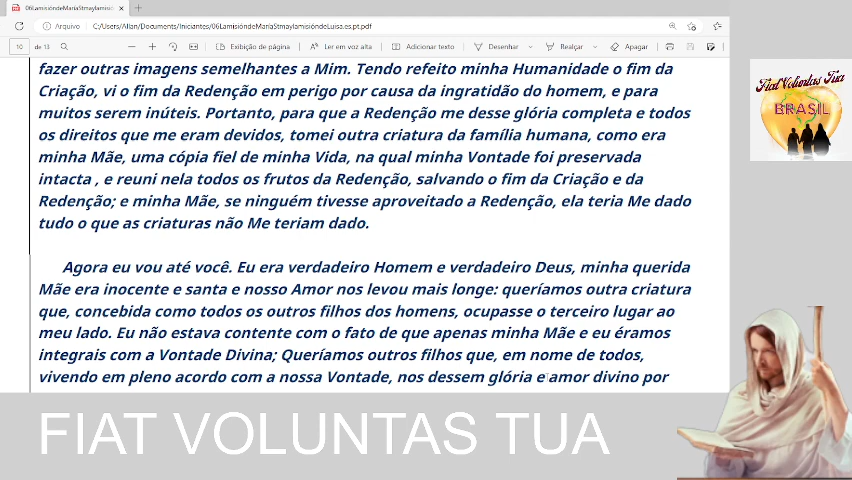 06LamisióndeMaríaStmaylamisióndeLuisa.es.pt.pdf
Arquivo
C:/Users/Allan/Documents/Iniciantes/06LamisióndeMaríaStmaylamisióndeLuisa.es.pt.pdf
10 de 13 Exibição de página Ler em voz alta Adicionar texto Desenhar Realçar Apagar
fazer outras imagens semelhantes a Mim. Tendo refeito minha Humanidade o fim da
Criação, vi o fim da Redenção em perigo por causa da ingratidão do homem, e para
muitos serem inúteis. Portanto, para que a Redenção me desse glória completa e todos
os direitos que me eram devidos, tomei outra criatura da família humana, como era
minha Mãe, uma cópia fiel de minha Vida, na qual minha Vontade foi preservada
intacta , e reuni nela todos os frutos da Redenção, salvando o fim da Criação e da
Redenção; e minha Mãe, se ninguém tivesse aproveitado a Redenção, ela teria Me dado
tudo o que as criaturas não Me teriam dado.
Agora eu vou até você. Eu era verdadeiro Homem e verdadeiro Deus, minha querida
Mãe era inocente e santa e nosso Amor nos levou mais longe: queríamos outra criatura
que, concebida como todos os outros filhos dos homens, ocupasse o terceiro lugar ao
meu lado. Eu não estava contente com o fato de que apenas minha Mãe e eu éramos
integrais com a Vontade Divina; Queríamos outros filhos que, em nome de todos,
vivendo em pleno acordo com a nossa Vontade, nos dessem glória e amor divino por
Fiat Voluntas Tua
BRASIL
FIAT VOLUNTAS TUA